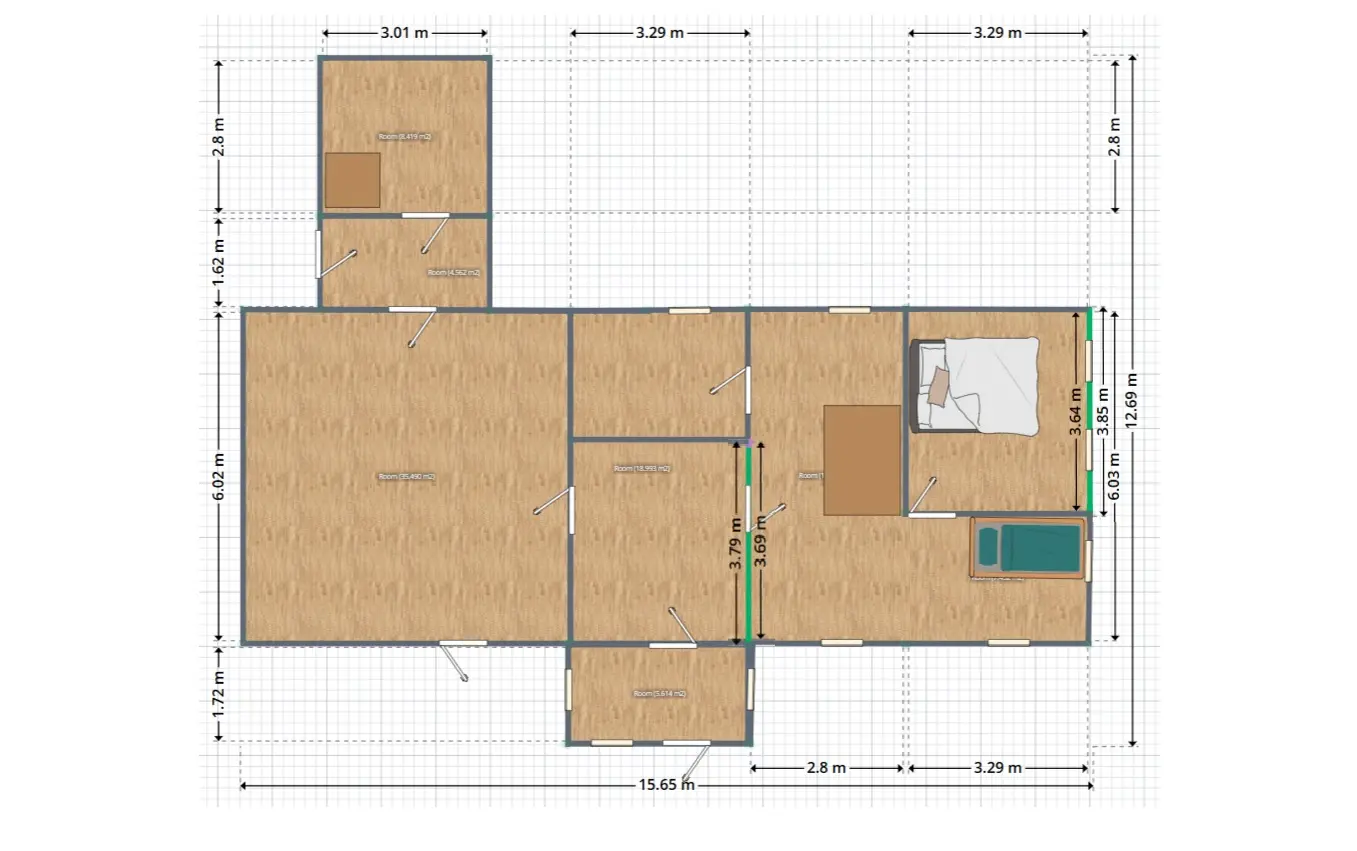 3.01 m
3.29 m
3.29 m
2.8 m
2.8 m
Room (8.419 m2)
1.62 m
Room (4.562 m2)
6.02 m
3.64 m
3.85 m
12.69 m
6.03 m
Room (35.490 m2)
Room (18.993 m2)
Room (1
3.79 m
3.69 m
1.72 m
Room (5.614 m2)
2.8 m
3.29 m
15.65 m